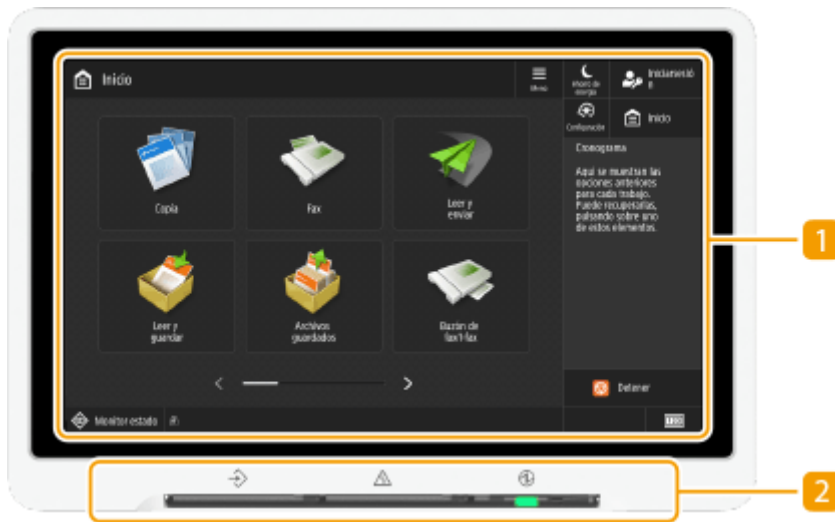 Inicio
Menú
Ahorro de
energía
Iniciarsesió
n
Configuración
Inicio
Copia
Fax
Leer y
enviar
Leer y
guardar
Archivos
guardados
Buzón de
fax/I-fax
Cronograma
Aquí se muestran las
opciones anteriores
para cada trabajo.
Puede recuperarlas,
pulsando sobre uno
de estos elementos.
Detener
Monitor estado
1
2